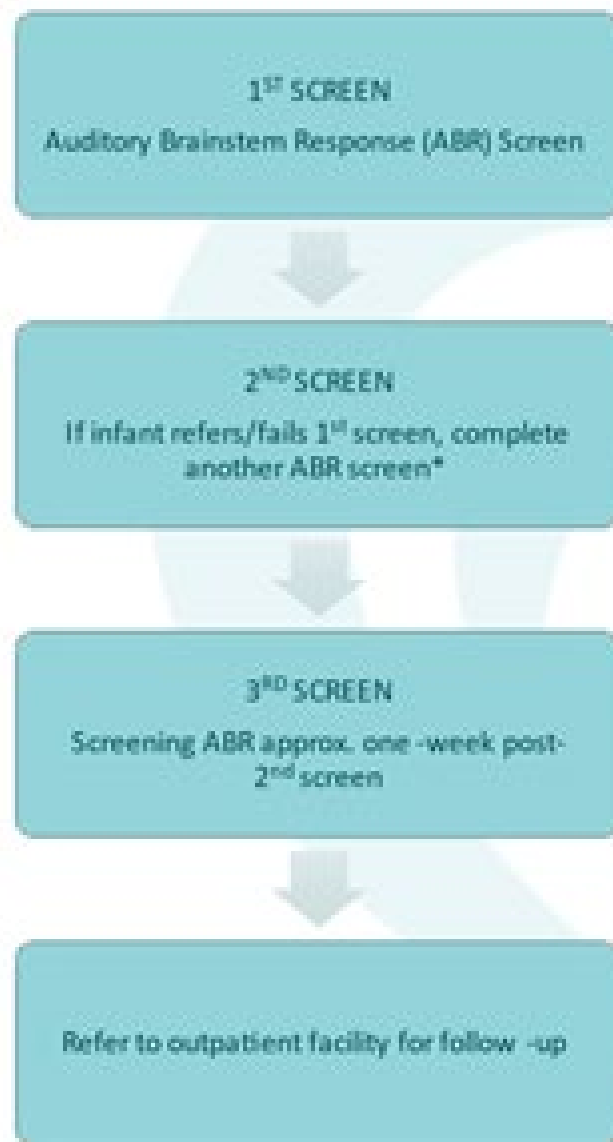 1ST SCREEN
Auditory Brainstem Response (ABR) Screen
2ND SCREEN
If infant refers/fails 1st screen, complete
another ABR screen*
3RD SCREEN
Screening ABR approx. one -week post-
2nd screen
Refer to outpatient facility for follow -up